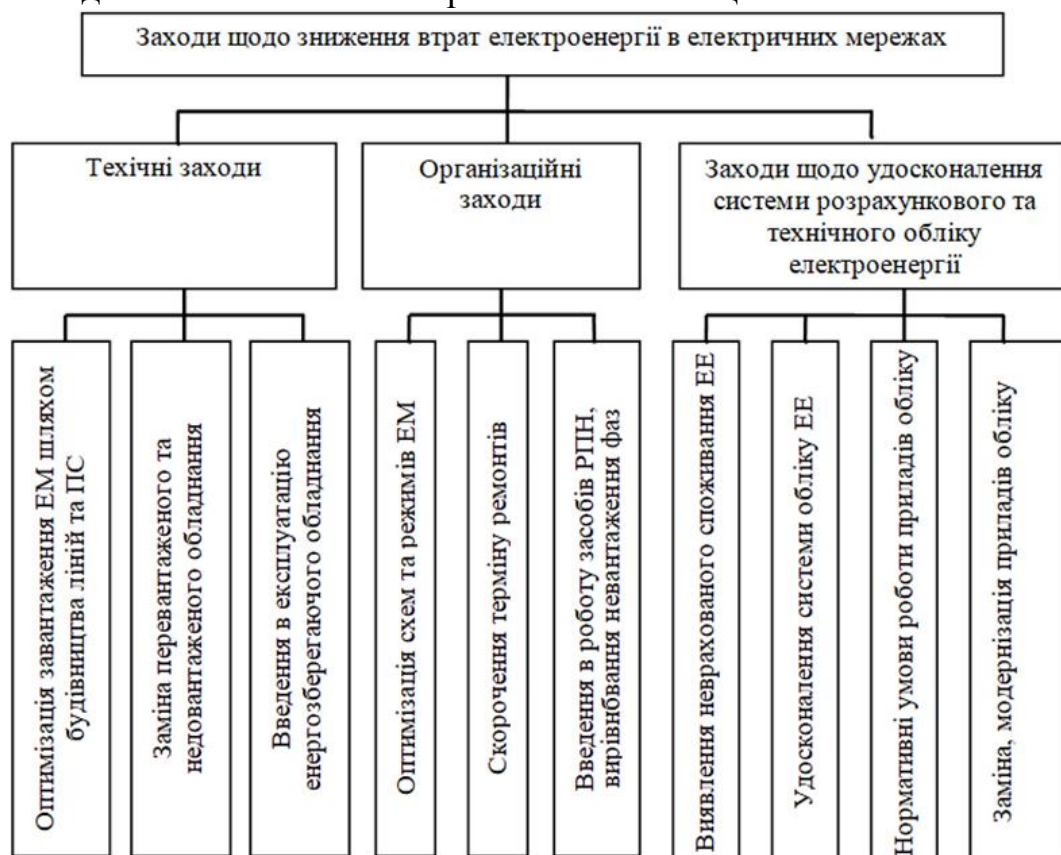 Заходи щодо зниження втрат електроенергії в електричних мережах
Техічні заходи
Організаційні
заходи
Заходи щодо удосконалення
системи розрахункового та
технічного обліку
електроенергії
Оптимізація завантаження ЕМ шляхом
будівництва ліній та ПС
Заміна перевантаженого та
недовантаженого обладнання
Введення в експлуатацію
енергозберегаючого обладнання
Оптимізація схем та режимів ЕМ
Скорочення терміну ремонтів
Введення в роботу засобів РПН,
вирівнбвання невантаження фаз
Виявлення неврахованого споживання ЕЕ
Удосконалення системи обліку ЕЕ
Нормативні умови роботи приладів обліку
Заміна, модернізація приладів обліку